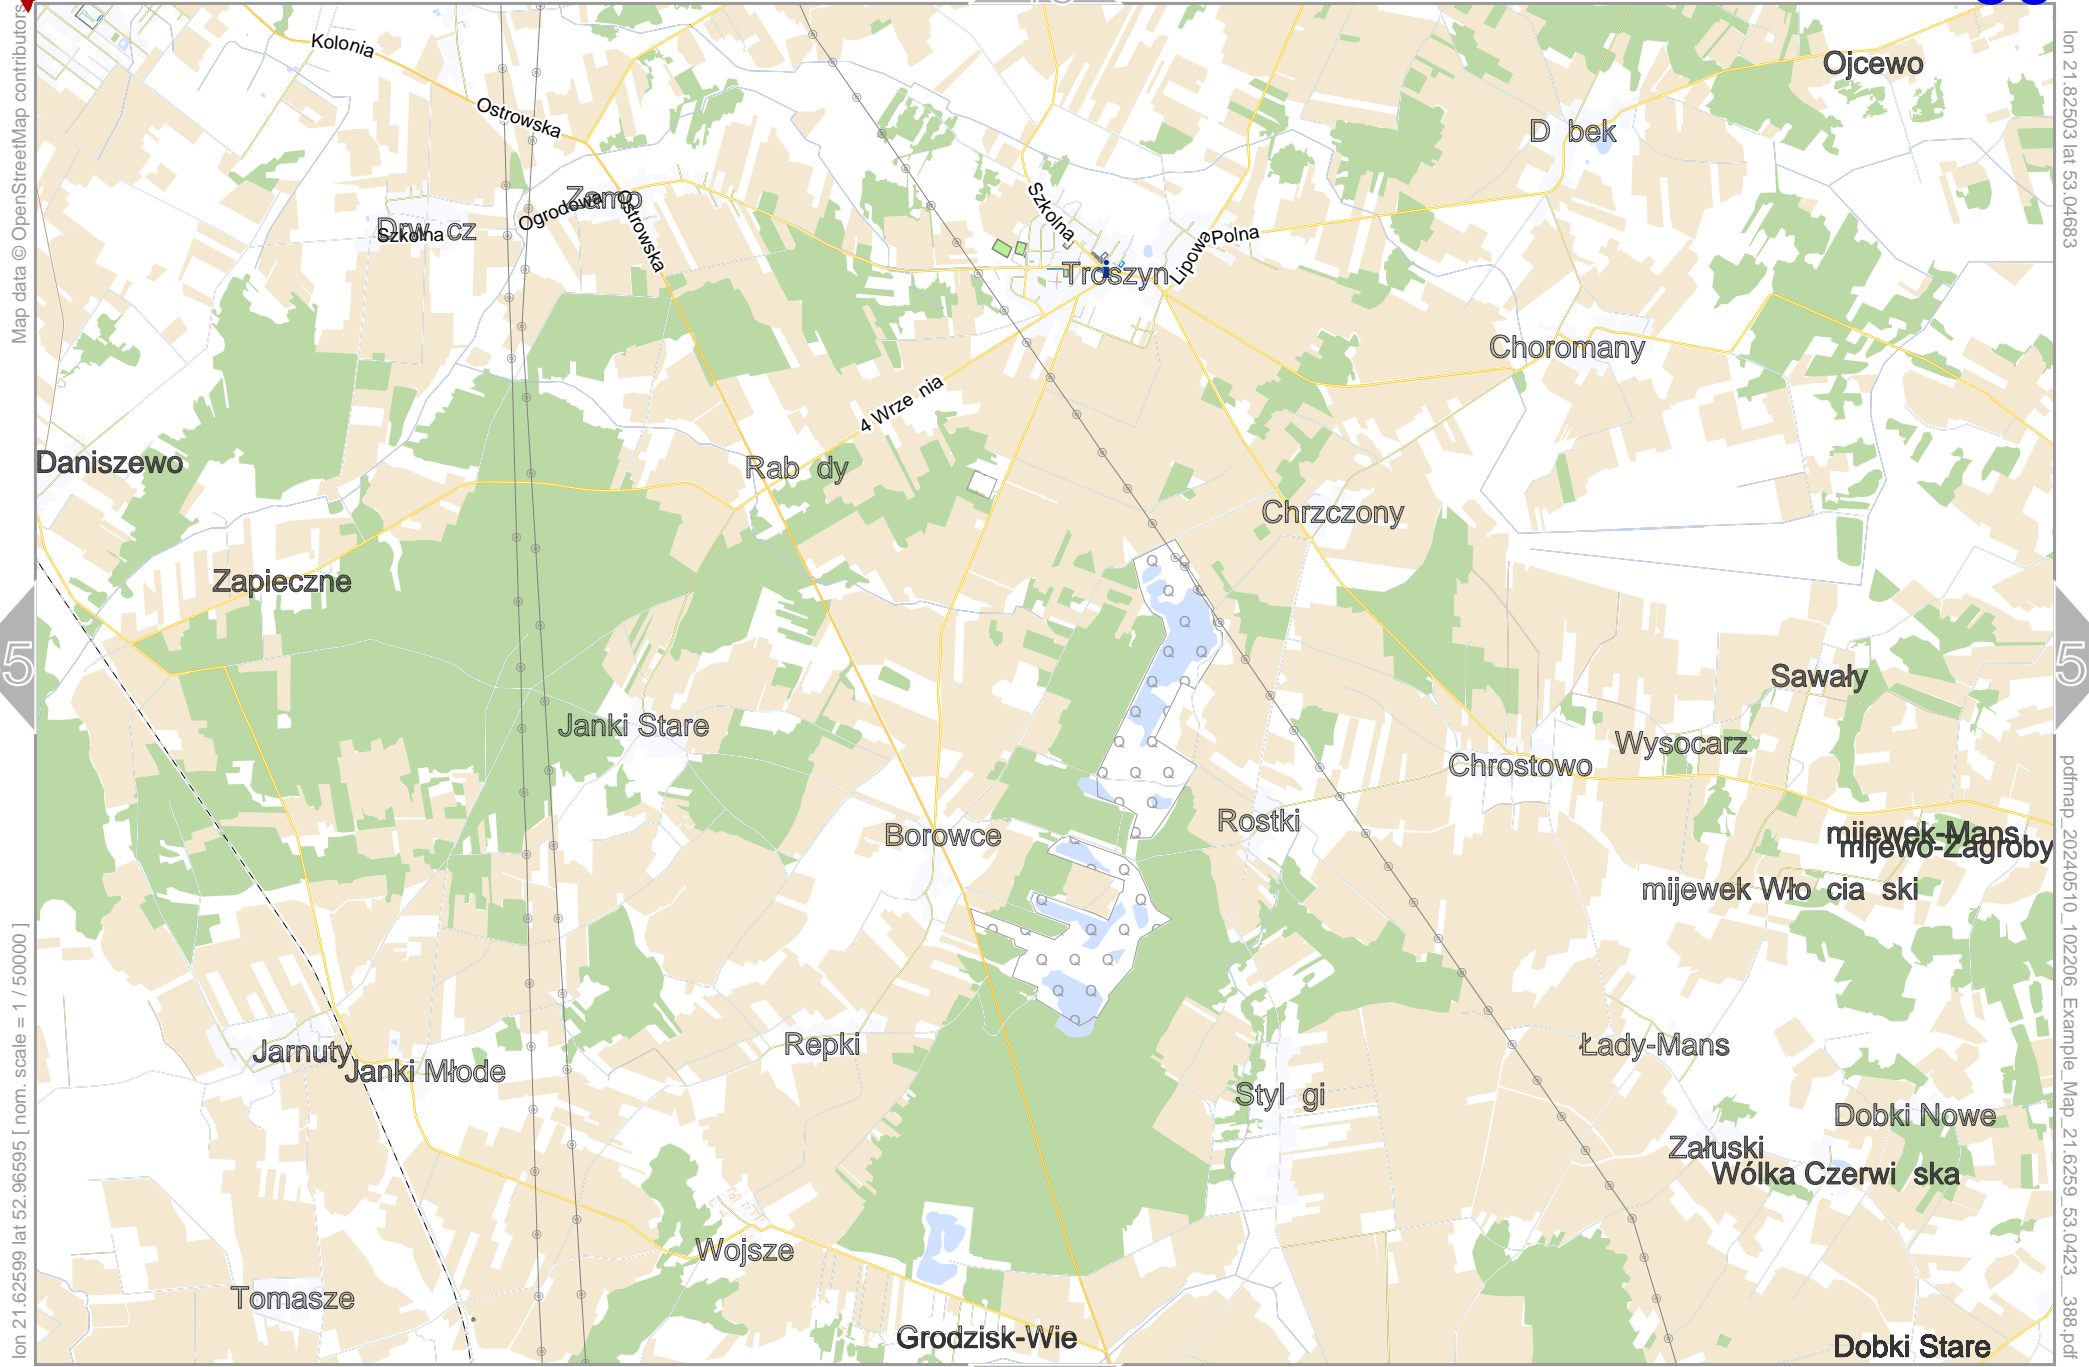 Map data © OpenStreetMap contributors
lon 21.62599 lat 52.96595 [ nom. scale = 1 / 50000 ]
lon 21.82503 lat 53.04683
pdfmap_20240510_102206_Example_Map_21.6259_53.0423__388.pdf
5
5
Kolonia
Ostrowska
Ojcewo
D bek
Zamo
Ogrodowa
Ostrowska
Drw cz
Szkolna
Szkolna
Lipowa
Polna
Troszyn
Choromany
4 Wrze nia
Daniszewo
Rab dy
Chrzczony
Zapieczne
Sawały
Janki Stare
Wysocarz
Chrostowo
Rostki
Borowce
mijewek-Mans
mijewo-Zagroby
mijewek Wło cia ski
Jarnuty
Janki Młode
Repki
Łady-Mans
Styl gi
Dobki Nowe
Załuski
Wólka Czerwi ska
Wojsze
Tomasze
Grodzisk-Wie
Dobki Stare